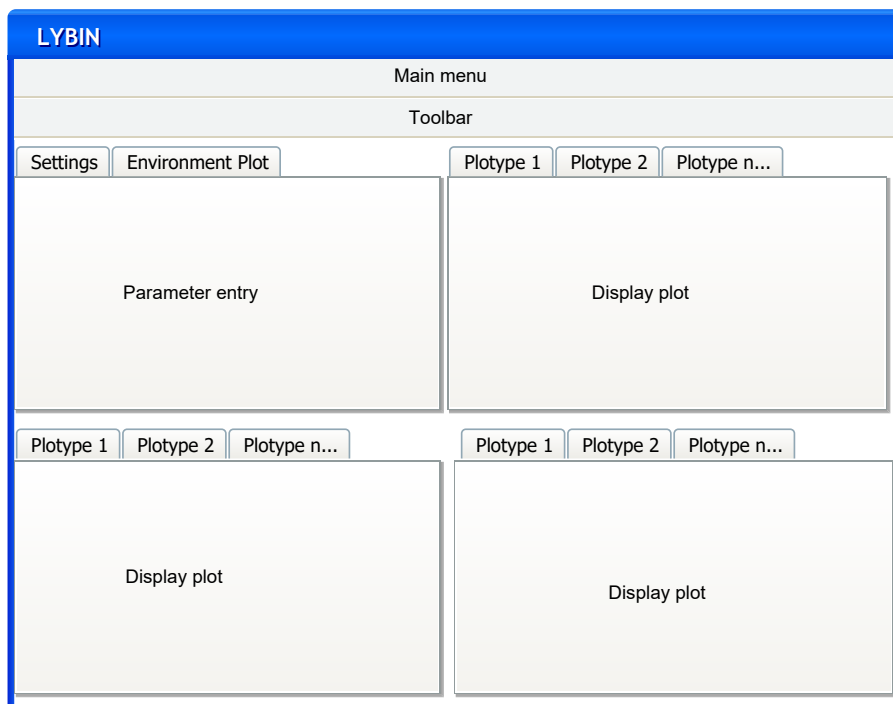 LYBIN
Main menu
Toolbar
Settings Environment Plot
Plotype 1 Plotype 2 Plotype n...
Parameter entry
Display plot
Plotype 1 Plotype 2 Plotype n...
Plotype 1 Plotype 2 Plotype n...
Display plot
Display plot